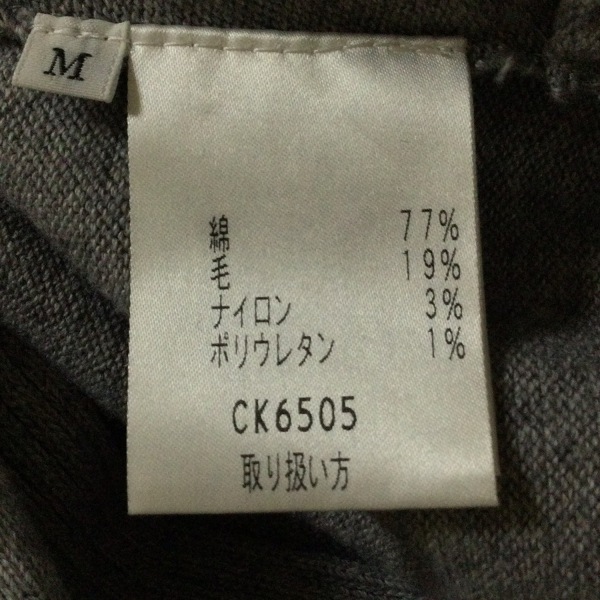 M
綿 77%
毛 19%
ナイロン 3%
ポリウレタン 1%
CK6505
取り扱い方